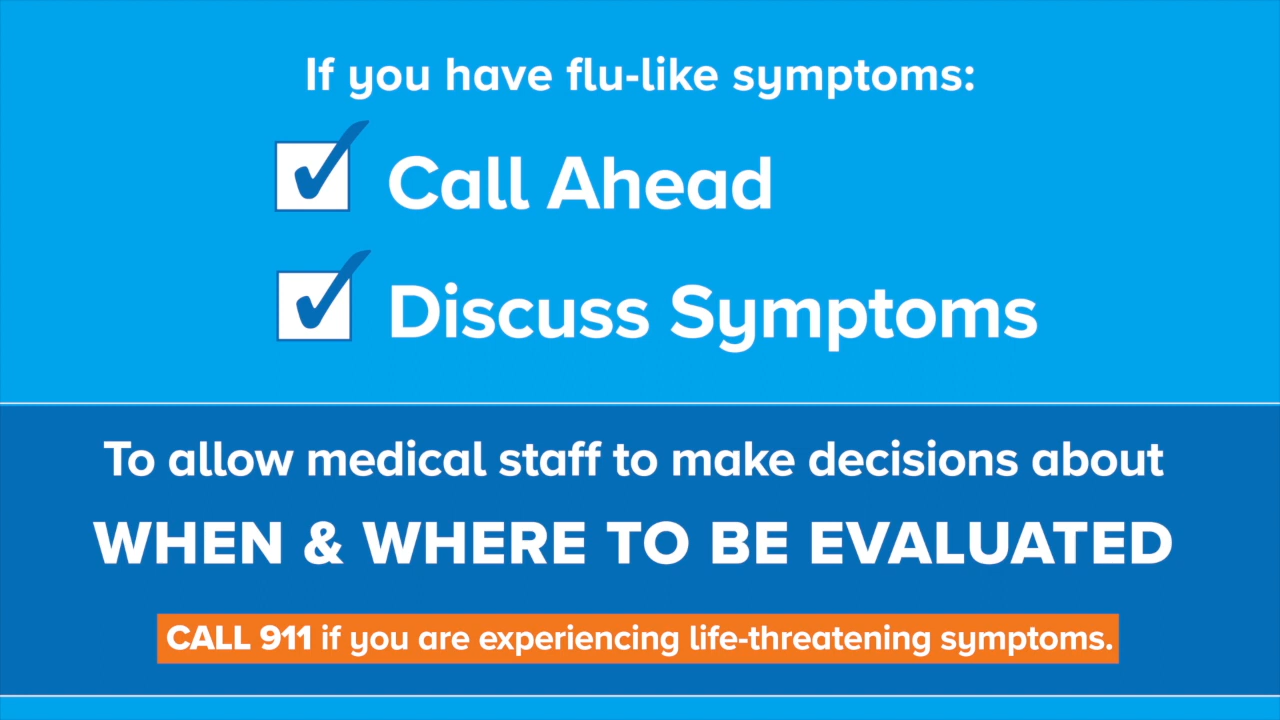 If you have flu-like symptoms:
Call Ahead
Discuss Symptoms
To allow medical staff to make decisions about
WHEN & WHERE TO BE EVALUATED
CALL 911 if you are experiencing life-threatening symptoms.